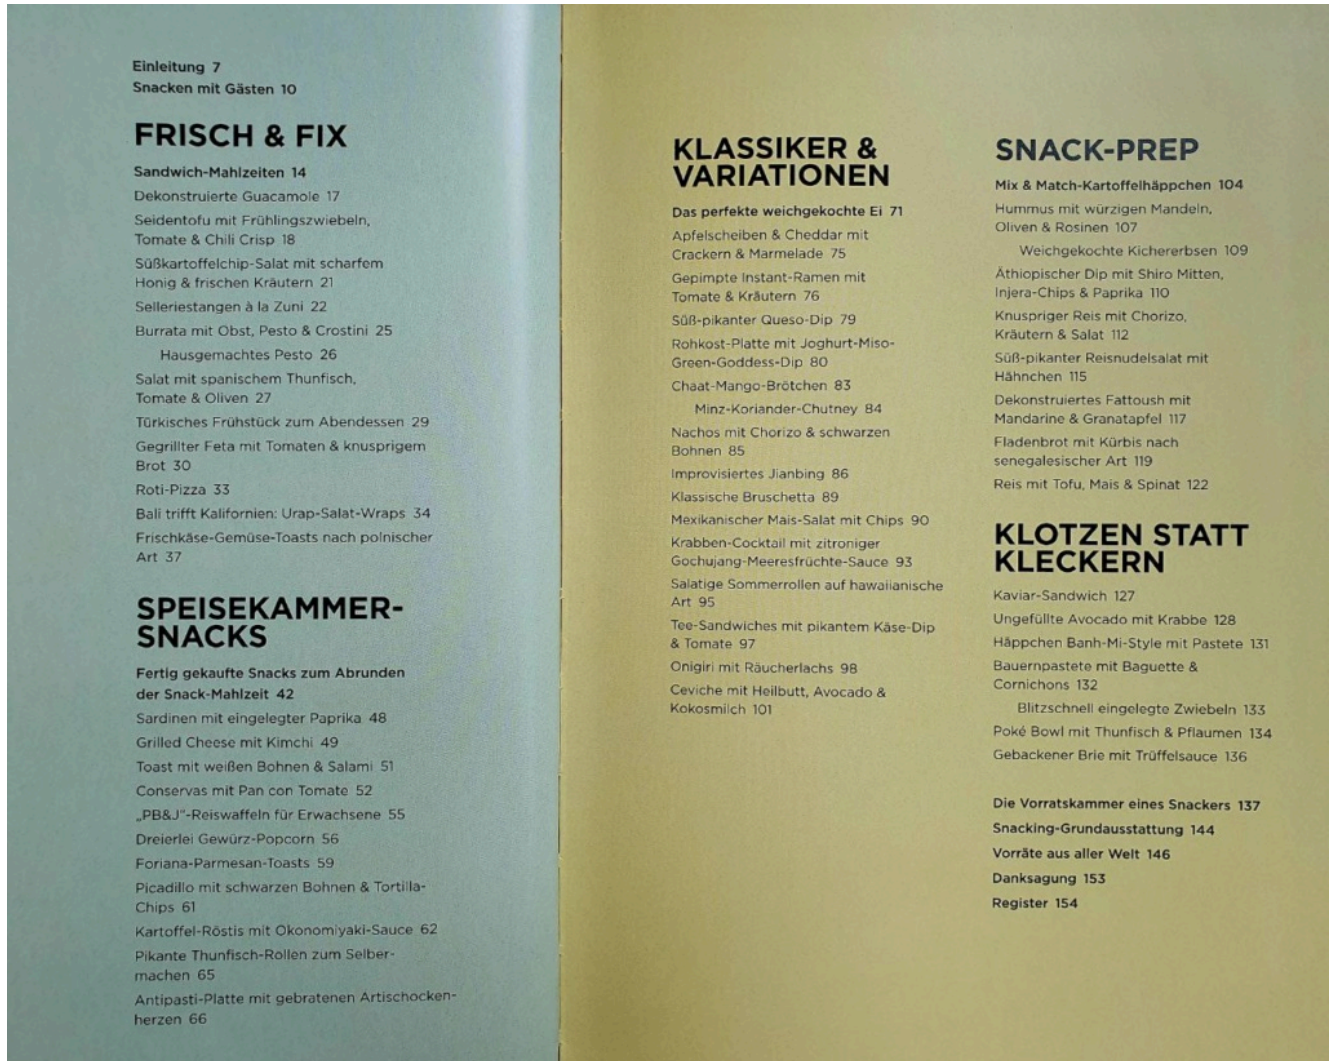 Einleitung 7
Snacken mit Gästen 10
FRISCH & FIX
Sandwich-Mahlzeiten 14
Dekonstruierte Guacamole 17
Seidentofu mit Frühlingszwiebeln,
Tomate & Chili Crisp 18
Süßkartoffelchip-Salat mit scharfem
Honig & frischen Kräutern 21
Selleriestangen à la Zuni 22
Burrata mit Obst, Pesto & Crostini 25
Hausgemachtes Pesto 26
Salat mit spanischem Thunfisch,
Tomate & Oliven 27
Türkisches Frühstück zum Abendessen 29
Gegrillter Feta mit Tomaten & knusprigem
Brot 30
Roti-Pizza 33
Bali trifft Kalifornien: Urap-Salat-Wraps 34
Frischkäse-Gemüse-Toasts nach polnischer
Art 37
SPEISEKAMMER-
SNACKS
Fertig gekaufte Snacks zum Abrunden
der Snack-Mahlzeit 42
Sardinen mit eingelegter Paprika 48
Grilled Cheese mit Kimchi 49
Toast mit weißen Bohnen & Salami 51
Conservas mit Pan con Tomate 52
„PB&J“-Reiswaffeln für Erwachsene 55
Dreierlei Gewürz-Popcorn 56
Foriana-Parmesan-Toasts 59
Picadillo mit schwarzen Bohnen & Tortilla-
Chips 61
Kartoffel-Röstis mit Okonomiyaki-Sauce 62
Pikante Thunfisch-Rollen zum Selber-
machen 65
Antipasti-Platte mit gebratenen Artischocken-
herzen 66
KLASSIKER &
VARIATIONEN
Das perfekte weichgekochte Ei 71
Apfelscheiben & Cheddar mit
Crackern & Marmelade 75
Gepimpte Instant-Ramen mit
Tomate & Kräutern 76
Süß-pikanter Queso-Dip 79
Rohkost-Platte mit Joghurt-Miso-
Green-Goddess-Dip 80
Chaat-Mango-Brötchen 83
Minz-Koriander-Chutney 84
Nachos mit Chorizo & schwarzen
Bohnen 85
Improvisiertes Jianbing 86
Klassische Bruschetta 89
Mexikanischer Mais-Salat mit Chips 90
Krabben-Cocktail mit zitroniger
Gochujang-Meeresfrüchte-Sauce 93
Salatige Sommerrollen auf hawaiianische
Art 95
Tee-Sandwiches mit pikantem Käse-Dip
& Tomate 97
Onigiri mit Räucherlachs 98
Ceviche mit Heilbutt, Avocado &
Kokosmilch 101
SNACK-PREP
Mix & Match-Kartoffelhäppchen 104
Hummus mit würzigen Mandeln,
Oliven & Rosinen 107
Weichgekochte Kichererbsen 109
Äthiopischer Dip mit Shiro Mitten,
Injera-Chips & Paprika 110
Knuspriger Reis mit Chorizo,
Kräutern & Salat 112
Süß-pikanter Reisnudelsalat mit
Hähnchen 115
Dekonstruiertes Fattoush mit
Mandarine & Granatapfel 117
Fladenbrot mit Kürbis nach
senegalesischer Art 119
Reis mit Tofu, Mais & Spinat 122
KLOTZEN STATT
KLECKERN
Kaviar-Sandwich 127
Ungefüllte Avocado mit Krabbe 128
Häppchen Banh-Mi-Style mit Pastete 131
Bauernpastete mit Baguette &
Cornichons 132
Blitzschnell eingelegte Zwiebeln 133
Poké Bowl mit Thunfisch & Pflaumen 134
Gebackener Brie mit Trüffelsauce 136
Die Vorratskammer eines Snackers 137
Snacking-Grundausstattung 144
Vorräte aus aller Welt 146
Danksagung 153
Register 154